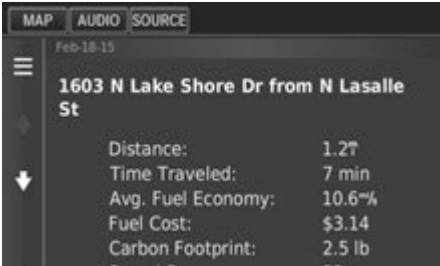 MAP AUDIO SOURCE
Feb-18-15
1603 N Lake Shore Dr from N Lasalle
St
Distance: 1.2
Time Traveled: 7 min
Avg. Fuel Economy: 10.6
Fuel Cost: $3.14
Carbon Footprint: 2.5 lb